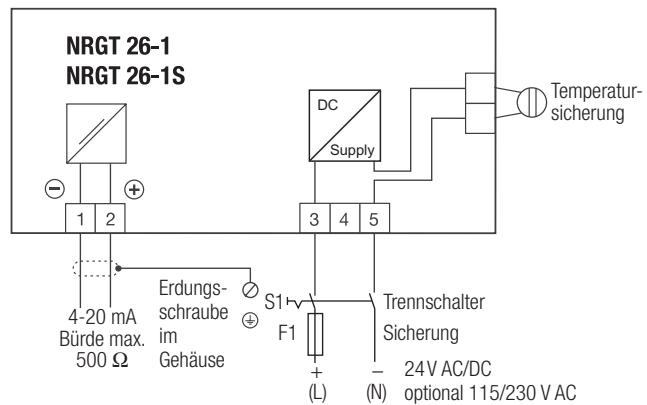 NRGT 26-1
NRGT 26-1S
DC
Supply
Temperatur-
sicherung
1
2
3
4
5
4-20 mA
Bürde max.
500 Ω
Erdungs-
schraube
im
Gehäuse
S1
Trennschalter
F1
Sicherung
+ −
(L) (N)
24V AC/DC
optional 115/230 V AC